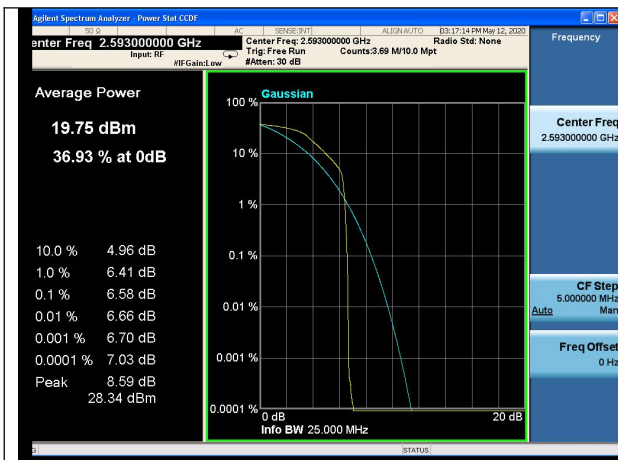 Agilent Spectrum Analyzer - Power Stat CCDF
50 Ω AC SENSE:INT ALIGN AUTO 03:17:14 PM May 12, 2020
enter Freq 2.593000000 GHz
Input: RF
#IFGain:Low
Center Freq: 2.593000000 GHz
Trig: Free Run Counts:3.69 M/10.0 Mpt
#Atten: 30 dB
Radio Std: None
Frequency
Average Power
19.75 dBm
36.93 % at 0dB
10.0 % 4.96 dB
1.0 % 6.41 dB
0.1 % 6.58 dB
0.01 % 6.66 dB
0.001 % 6.70 dB
0.0001 % 7.03 dB
Peak 8.59 dB
28.34 dBm
Gaussian
100 %
10 %
1 %
0.1 %
0.01 %
0.001 %
0.0001 %
0 dB 20 dB
Info BW 25.000 MHz
Center Freq
2.593000000 GHz
CF Step
5.000000 MHz
Auto Man
Freq Offset
0 Hz
STATUS